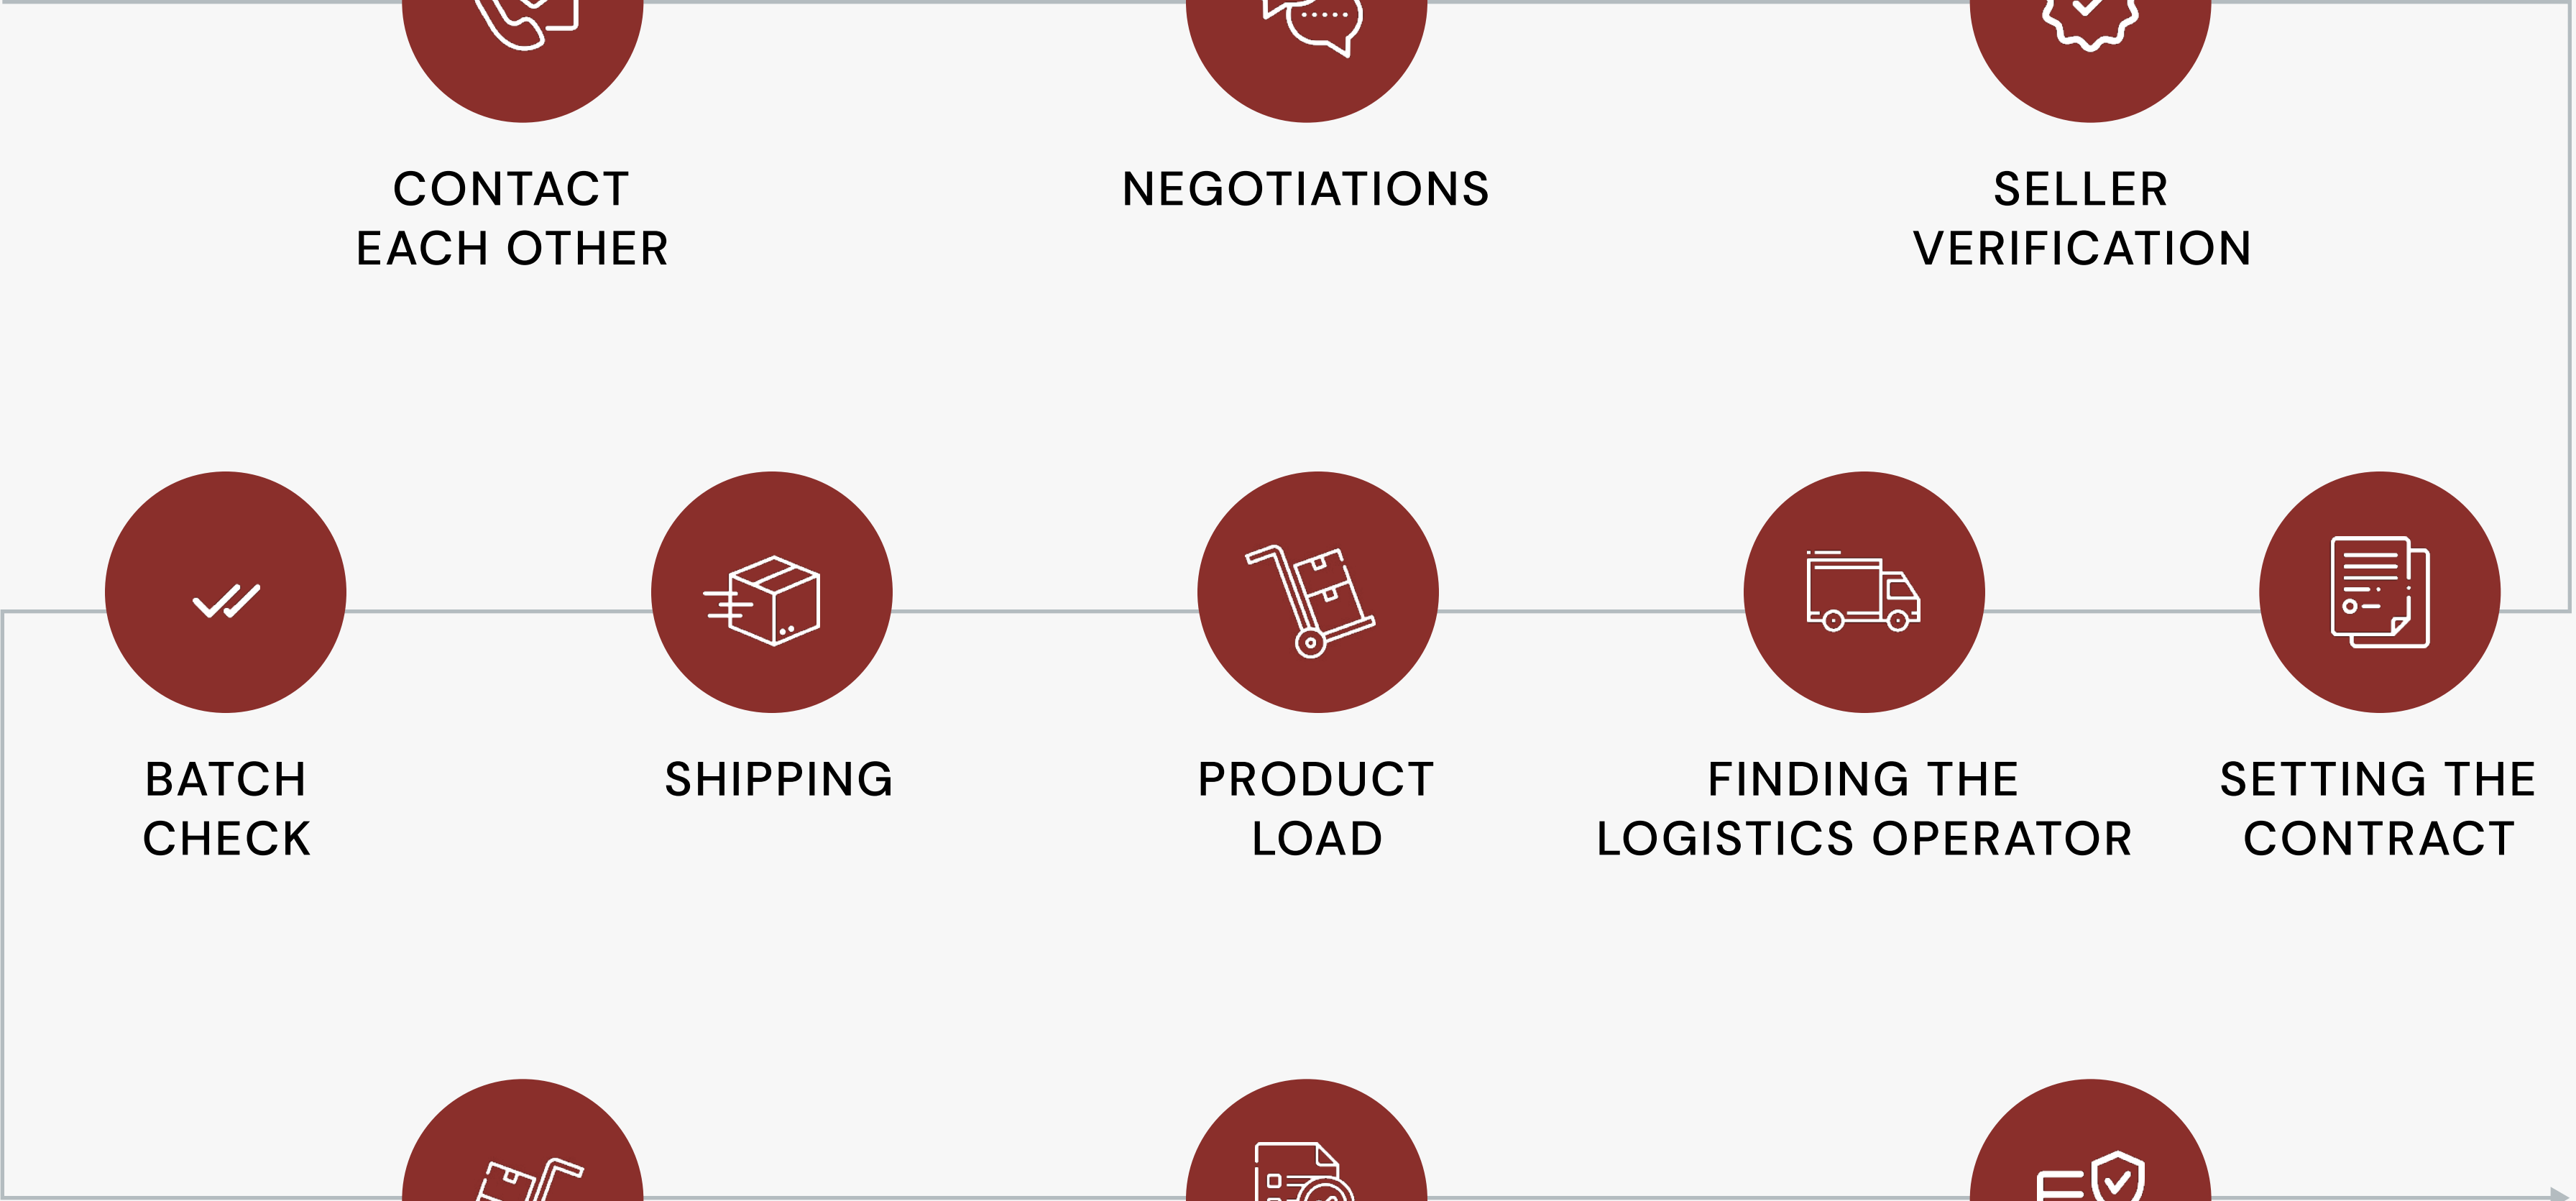 CONTACT
EACH OTHER
NEGOTIATIONS
SELLER
VERIFICATION
BATCH
CHECK
SHIPPING
PRODUCT
LOAD
FINDING THE
LOGISTICS OPERATOR
SETTING THE
CONTRACT